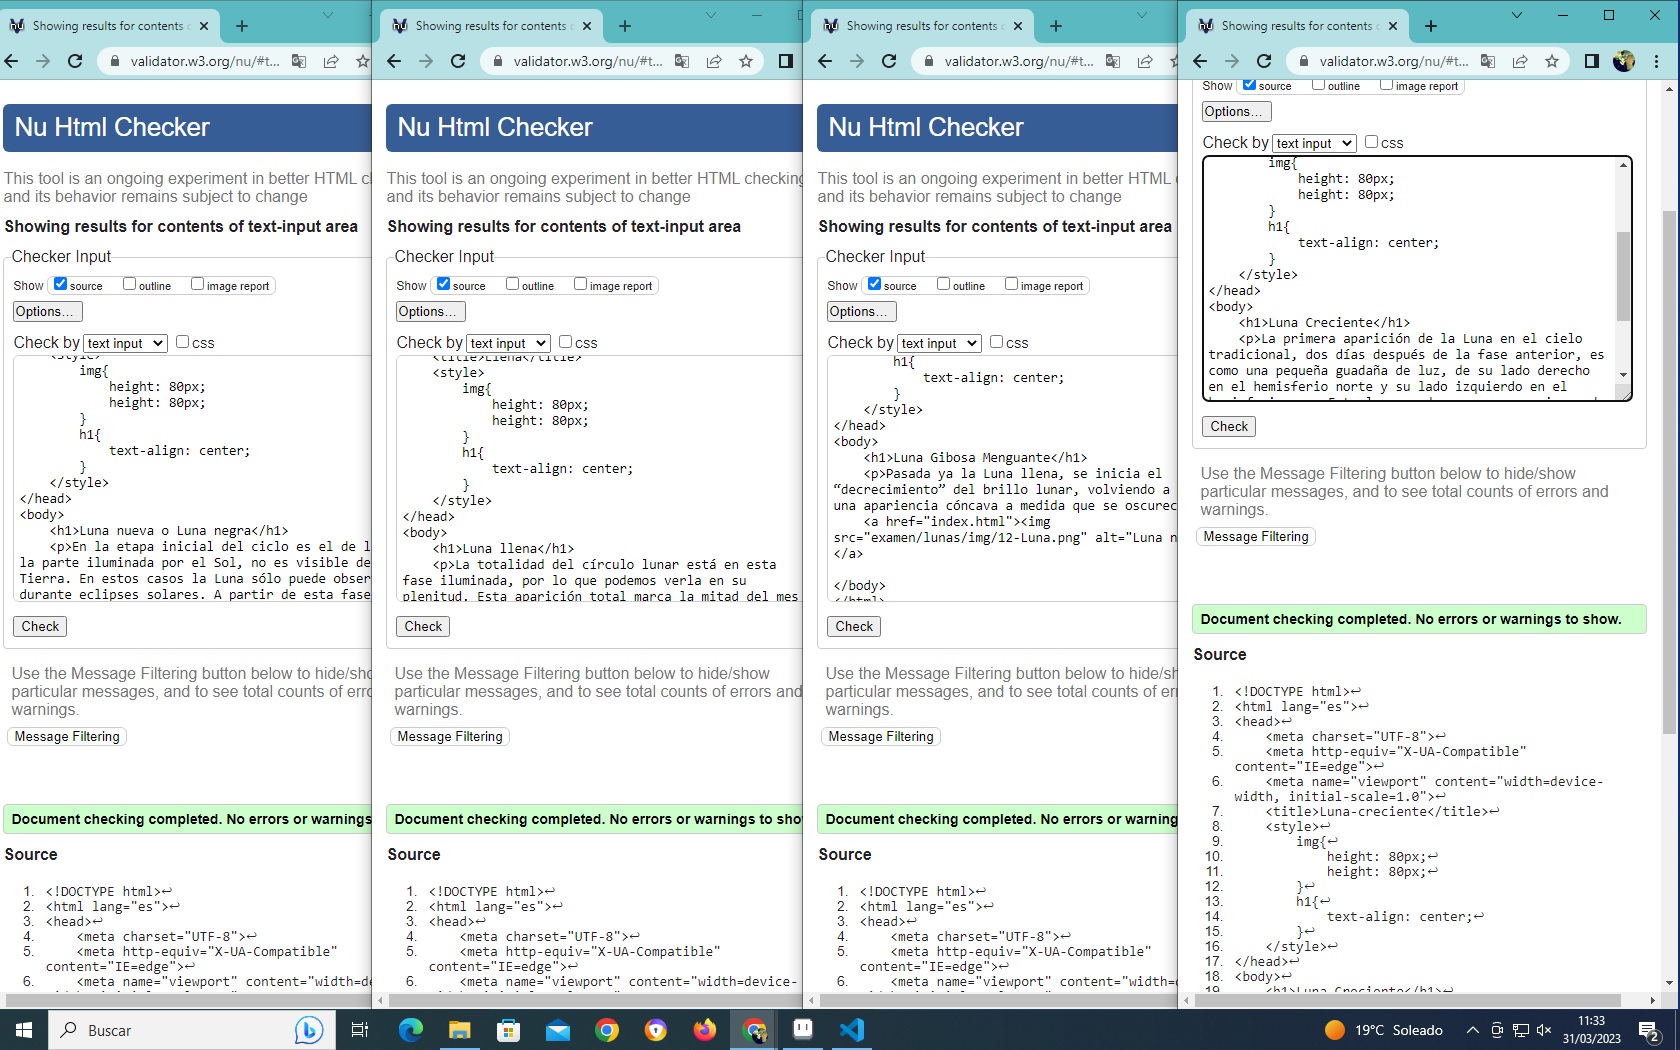 Showing results for contents
validator.w3.org/nu/#t...
Nu Html Checker
This tool is an ongoing experiment in better HTML
and its behavior remains subject to change
Showing results for contents of text-input area
Checker Input
Show source outline image report
Options...
Check by text input css
<style>
img{
height: 80px;
height: 80px;
}
h1{
text-align: center;
}
</style>
</head>
<body>
<h1>Luna nueva o Luna negra</h1>
<p>En la etapa inicial del ciclo es el de
la parte iluminada por el Sol, no es visible
Tierra. En estos casos la Luna sólo puede
durante eclipses solares. A partir de esta fase
Check
Use the Message Filtering button below to
particular messages, and to see total counts of
warnings.
Message Filtering
Document checking completed. No errors or warnings
Source
1. <!DOCTYPE html>↩
2. <html lang="es">↩
3. <head>↩
4. <meta charset="UTF-8">↩
5. <meta http-equiv="X-UA-Compatible"
content="IE=edge">↩
6. <meta name="viewport"
Showing results for contents
validator.w3.org/nu/#t...
Nu Html Checker
This tool is an ongoing experiment in better HTML checking,
and its behavior remains subject to change
Showing results for contents of text-input area
Checker Input
Show source outline image report
Options...
Check by text input css
<title>Llena</title>
<style>
img{
height: 80px;
height: 80px;
}
h1{
text-align: center;
}
</style>
</head>
<body>
<h1>Luna llena</h1>
<p>La totalidad del círculo lunar está en esta
fase iluminada, por lo que podemos verla en su
plenitud. Esta aparición total marca la mitad del mes
Check
Use the Message Filtering button below to hide/show
particular messages, and to see total counts of errors and
warnings.
Message Filtering
Document checking completed. No errors or warnings to
Source
1. <!DOCTYPE html>↩
2. <html lang="es">↩
3. <head>↩
4. <meta charset="UTF-8">↩
5. <meta http-equiv="X-UA-Compatible"
content="IE=edge">↩
6. <meta name="viewport" content="width=device-
Showing results for contents
validator.w3.org/nu/#t...
Nu Html Checker
This tool is an ongoing experiment in better HTML
and its behavior remains subject to change
Showing results for contents of text-input area
Checker Input
Show source outline image report
Options...
Check by text input css
h1{
text-align: center;
}
</style>
</head>
<body>
<h1>Luna Gibosa Menguante</h1>
<p>Pasada ya la Luna llena, se inicia el
“decrecimiento” del brillo lunar, volviendo a
una apariencia cóncava a medida que se
<a href="index.html"><img
src="examen/lunas/img/12-Luna.png" alt="Luna
</a>
</body>
</html>
Check
Use the Message Filtering button below to
particular messages, and to see total counts of
warnings.
Message Filtering
Document checking completed. No errors or
Source
1. <!DOCTYPE html>↩
2. <html lang="es">↩
3. <head>↩
4. <meta charset="UTF-8">↩
5. <meta http-equiv="X-UA-Compatible"
content="IE=edge">↩
6. <meta name="viewport"
Showing results for contents
validator.w3.org/nu/#t...
Show source outline image report
Options...
Check by text input css
img{
height: 80px;
height: 80px;
}
h1{
text-align: center;
}
</style>
</head>
<body>
<h1>Luna Creciente</h1>
<p>La primera aparición de la Luna en el cielo
tradicional, dos días después de la fase anterior, es
como una pequeña guadaña de luz, de su lado derecho
en el hemisferio norte y su lado izquierdo en el
Check
Use the Message Filtering button below to hide/show
particular messages, and to see total counts of errors and
warnings.
Message Filtering
Document checking completed. No errors or warnings to show.
Source
1. <!DOCTYPE html>↩
2. <html lang="es">↩
3. <head>↩
4. <meta charset="UTF-8">↩
5. <meta http-equiv="X-UA-Compatible"
content="IE=edge">↩
6. <meta name="viewport" content="width=device-
width, initial-scale=1.0">↩
7. <title>Luna-creciente</title>↩
8. <style>↩
9. img{↩
10. height: 80px;↩
11. height: 80px;↩
12. }↩
13. h1{↩
14. text-align: center;↩
15. }↩
16. </style>↩
17. </head>↩
18. <body>↩
19. <h1>Luna Creciente</h1>↩
Buscar
19°C Soleado
11:33
31/03/2023
2